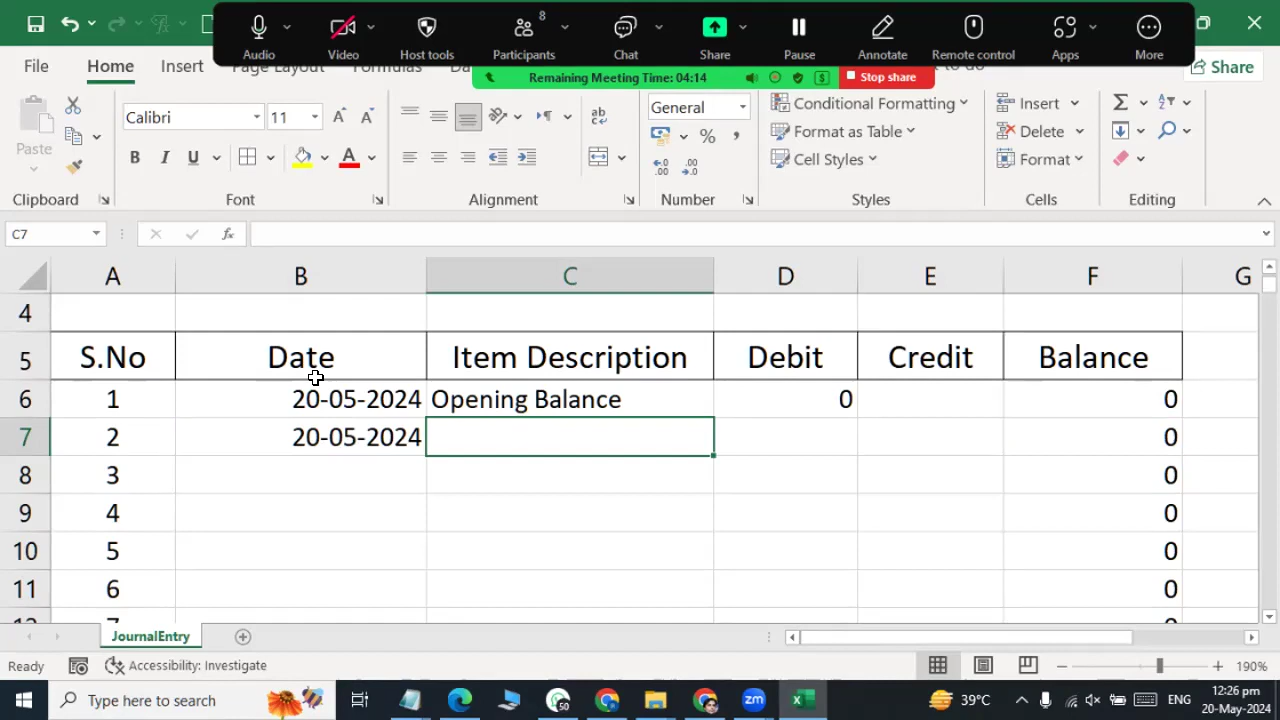 Audio Video Host tools Participants 8 Chat Share Pause Annotate Remote control Apps More
Remaining Meeting Time: 04:14 Stop share
File Home Insert Page Layout Formulas Share
Calibri 11 General Conditional Formatting Insert
Paste Format as Table Delete
B I U A % Cell Styles Format
Clipboard Font Alignment Number Styles Cells Editing
C7 fx
A B C D E F G
4
5 S.No Date Item Description Debit Credit Balance
6 1 20-05-2024 Opening Balance 0 0
7 2 20-05-2024 0
8 3 0
9 4 0
10 5 0
11 6 0
JournalEntry
Ready Accessibility: Investigate 190%
Type here to search 50 zm 39°C ENG 12:26 pm
20-May-2024